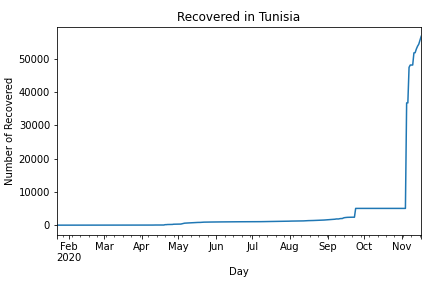 Recovered in Tunisia
Number of Recovered
50000
40000
30000
20000
10000
0
Feb Mar Apr May Jun Jul Aug Sep Oct Nov
2020
Day